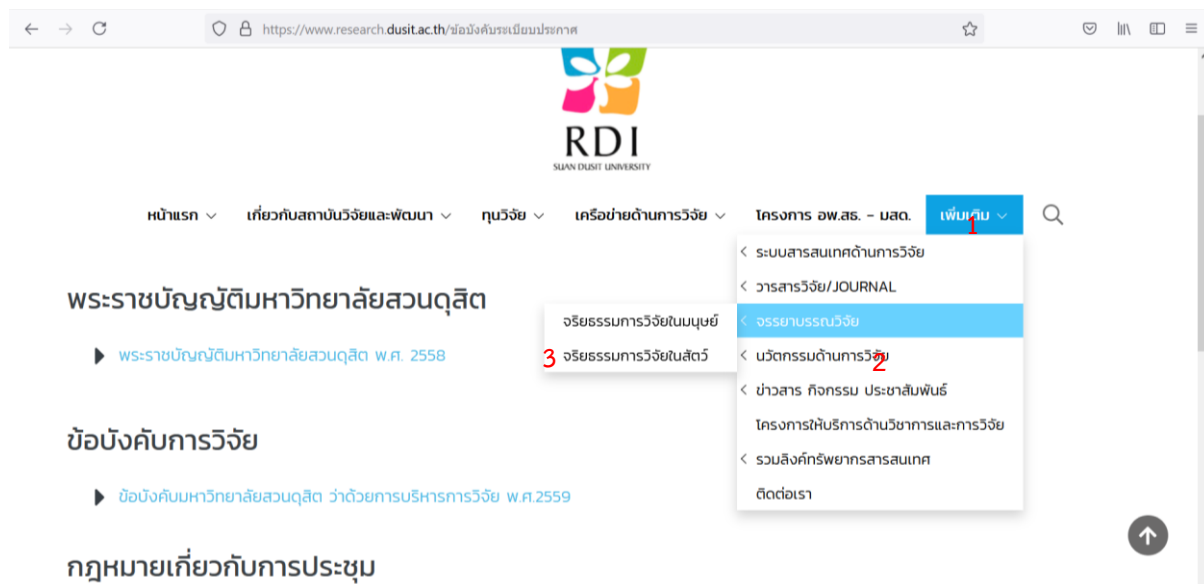 https://www.research.dusit.ac.th/ข้อบังคับระเบียบประกาศ
RDI
SUAN DUSIT UNIVERSITY
หน้าแรก เกี่ยวกับสถาบันวิจัยและพัฒนา ทุนวิจัย เครือข่ายด้านการวิจัย โครงการ อพ.สธ. - มสด. เพิ่มเติม
1
ระบบสารสนเทศด้านการวิจัย
วารสารวิจัย/JOURNAL
จรรยาบรรณวิจัย
นวัตกรรมด้านการวิจัย
2
ข่าวสาร กิจกรรม ประชาสัมพันธ์
โครงการให้บริการด้านวิชาการและการวิจัย
รวมลิงค์ทรัพยากรสารสนเทศ
ติดต่อเรา
จริยธรรมการวิจัยในมนุษย์
3 จริยธรรมการวิจัยในสัตว์
พระราชบัญญัติมหาวิทยาลัยสวนดุสิต
พระราชบัญญัติมหาวิทยาลัยสวนดุสิต พ.ศ. 2558
ข้อบังคับการวิจัย
ข้อบังคับมหาวิทยาลัยสวนดุสิต ว่าด้วยการบริหารการวิจัย พ.ศ.2559
กฎหมายเกี่ยวกับการประชุม